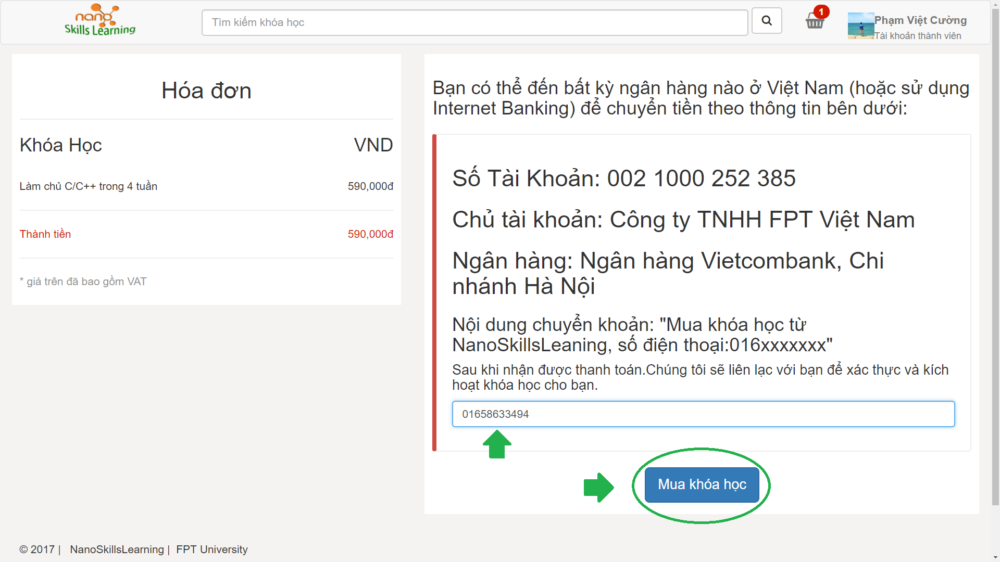 nano
Skills Learning
Tìm kiếm khóa học
1
Phạm Việt Cường
Tài khoản thành viên
Hóa đơn
Khóa Học VND
Làm chủ C/C++ trong 4 tuần 590,000đ
Thành tiền 590,000đ
* giá trên đã bao gồm VAT
Bạn có thể đến bất kỳ ngân hàng nào ở Việt Nam (hoặc sử dụng
Internet Banking) để chuyển tiền theo thông tin bên dưới:
Số Tài Khoản: 002 1000 252 385
Chủ tài khoản: Công ty TNHH FPT Việt Nam
Ngân hàng: Ngân hàng Vietcombank, Chi
nhánh Hà Nội
Nội dung chuyển khoản: "Mua khóa học từ
NanoSkillsLeaning, số điện thoại:016xxxxxxx"
Sau khi nhận được thanh toán.Chúng tôi sẽ liên lạc với bạn để xác thực và kích
hoạt khóa học cho bạn.
01658633494
Mua khóa học
© 2017 | NanoSkillsLearning | FPT University